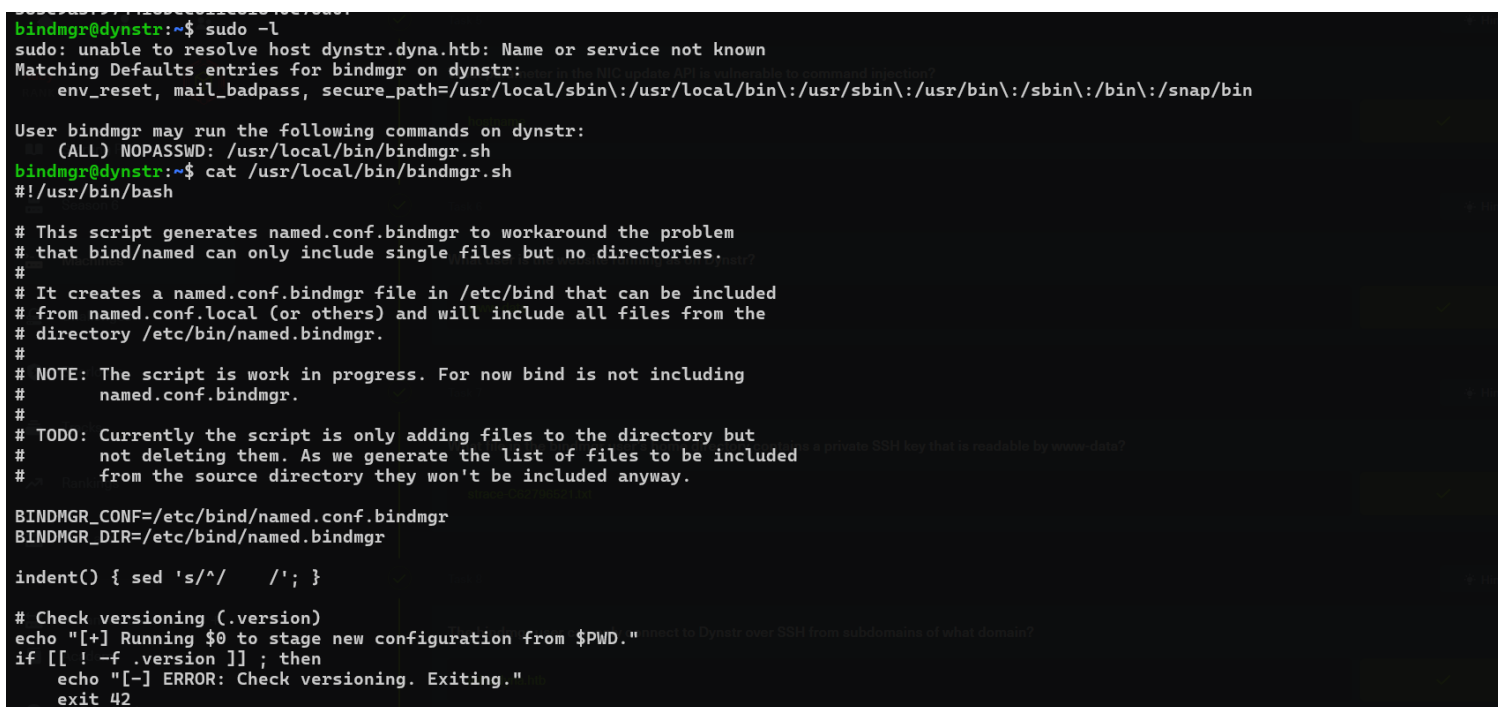 bindmgr@dynstr:~$ sudo -l
sudo: unable to resolve host dynstr.dyna.htb: Name or service not known
Matching Defaults entries for bindmgr on dynstr:
    env_reset, mail_badpass, secure_path=/usr/local/sbin\:/usr/local/bin\:/usr/sbin\:/usr/bin\:/sbin\:/bin\:/snap/bin

User bindmgr may run the following commands on dynstr:
    (ALL) NOPASSWD: /usr/local/bin/bindmgr.sh
bindmgr@dynstr:~$ cat /usr/local/bin/bindmgr.sh
#!/usr/bin/bash

# This script generates named.conf.bindmgr to workaround the problem
# that bind/named can only include single files but no directories.
#
# It creates a named.conf.bindmgr file in /etc/bind that can be included
# from named.conf.local (or others) and will include all files from the
# directory /etc/bin/named.bindmgr.
#
# NOTE: The script is work in progress. For now bind is not including
#       named.conf.bindmgr.
#
# TODO: Currently the script is only adding files to the directory but
#       not deleting them. As we generate the list of files to be included
#       from the source directory they won't be included anyway.

BINDMGR_CONF=/etc/bind/named.conf.bindmgr
BINDMGR_DIR=/etc/bind/named.bindmgr

indent() { sed 's/^/    /'; }

# Check versioning (.version)
echo "[+] Running $0 to stage new configuration from $PWD."
if [[ ! -f .version ]] ; then
    echo "[-] ERROR: Check versioning. Exiting."
    exit 42